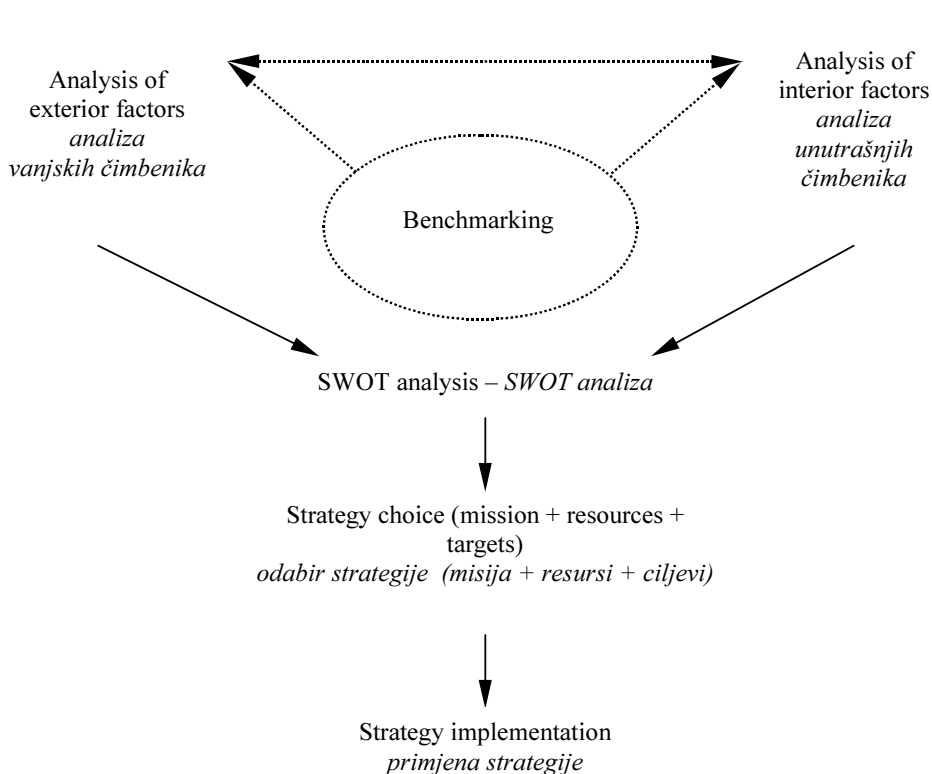 Analysis of
exterior factors
analiza
vanjskih čimbenika
Analysis of
interior factors
analiza
unutrašnjih
čimbenika
Benchmarking
SWOT analysis – SWOT analiza
Strategy choice (mission + resources +
targets)
odabir strategije (misija + resursi + ciljevi)
Strategy implementation
primjena strategije